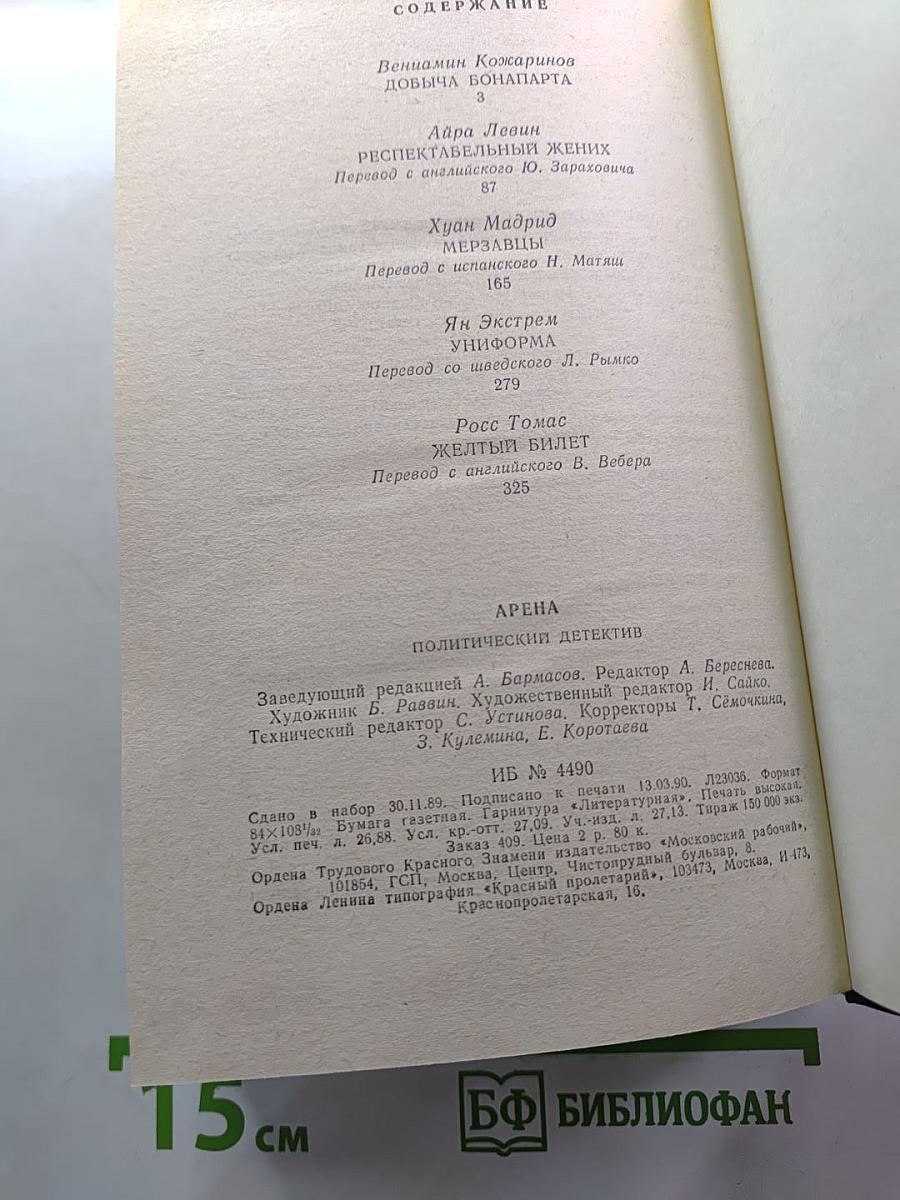 СОДЕРЖАНИЕ
Вениамин Кожаринов
ДОБЫЧА БОНАПАРТА
3
Айра Левин
РЕСПЕКТАБЕЛЬНЫЙ ЖЕНИХ
Перевод с английского Ю. Зараховича
87
Хуан Мадрид
МЕРЗАВЦЫ
Перевод с испанского Н. Матяш
165
Ян Экстрем
УНИФОРМА
Перевод со шведского Л. Рымко
279
Росс Томас
ЖЕЛТЫЙ БИЛЕТ
Перевод с английского В. Вебера
325
АРЕНА
ПОЛИТИЧЕСКИЙ ДЕТЕКТИВ
Заведующий редакцией А. Бармасов. Редактор А. Береснева.
Художник Б. Раввин. Художественный редактор И. Сайко.
Технический редактор С. Устинова. Корректоры Т. Сёмочкина,
З. Кулемина, Е. Коротаева
ИБ № 4490
Сдано в набор 30.11.89. Подписано к печати 13.03.90. Л23036. Формат
84×108¹/₃₂ Бумага газетная. Гарнитура «Литературная». Печать высокая.
Усл. печ. л. 26,88. Усл. кр.-отт. 27,09. Уч.-изд. л. 27,13. Тираж 150 000 экз.
Заказ 409. Цена 2 р. 80 к.
Ордена Трудового Красного Знамени издательство «Московский рабочий»,
101854, ГСП, Москва, Центр, Чистопрудный бульвар, 8.
Ордена Ленина типография «Красный пролетарий», 103473, Москва, И-473,
Краснопролетарская, 16.
15 см
БФ БИБЛИОФАН